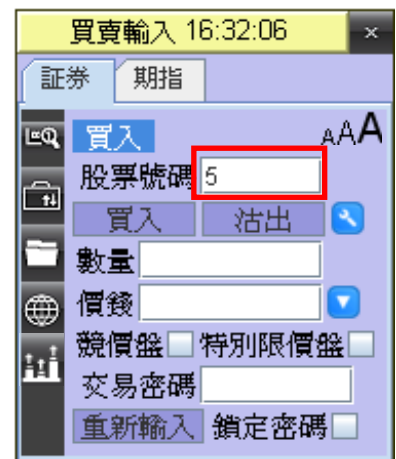 買賣輸入 16:32:06 ×
証券 期指
買入 AAA
股票號碼 5
買入 沽出
數量
價錢
競價盤 特別限價盤
交易密碼
重新輸入 鎖定密碼